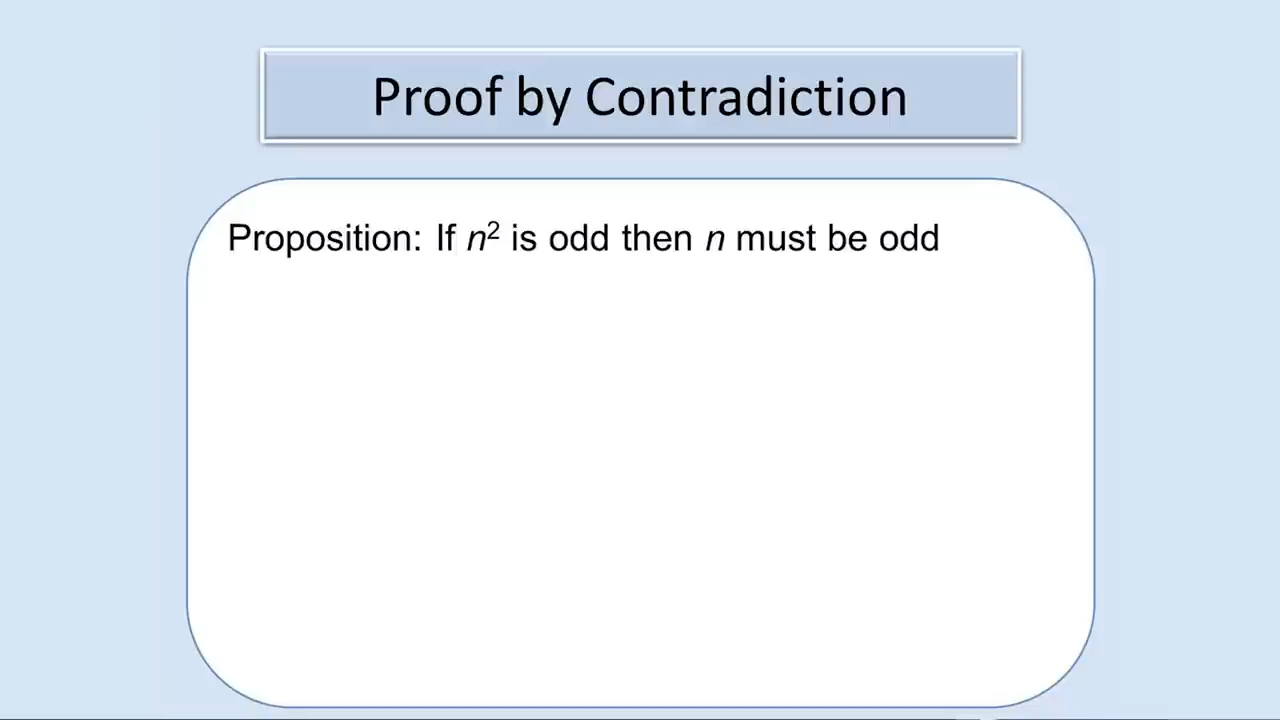 Proof by Contradiction
Proposition: If n² is odd then n must be odd